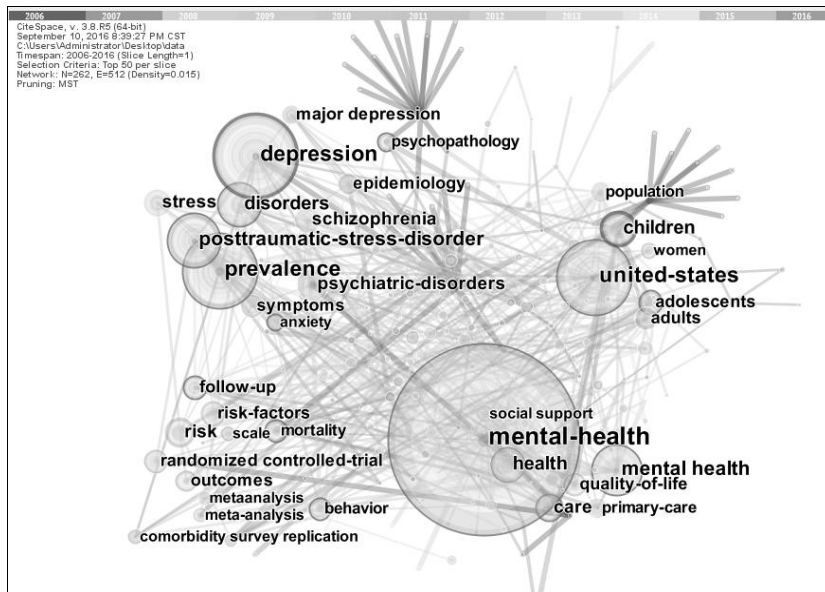 2006 2007 2008 2009 2010 2011 2012 2013 2014 2015 2016
CiteSpace, v. 3.8.R5 (64-bit)
September 10, 2016 8:39:27 PM CST
C:\Users\Administrator\Desktop\data
Timespan: 2006-2016 (Slice Length=1)
Selection Criteria: Top 50 per slice
Network: N=262, E=512 (Density=0.015)
Pruning: MST
major depression
psychopathology
depression
epidemiology
population
stress
disorders
schizophrenia
children
posttraumatic-stress-disorder
women
prevalence
united-states
psychiatric-disorders
symptoms
adolescents
anxiety
adults
follow-up
risk-factors
social support
risk
scale
mortality
mental-health
randomized controlled-trial
health
mental health
outcomes
quality-of-life
metaanalysis
behavior
care
primary-care
meta-analysis
comorbidity survey replication